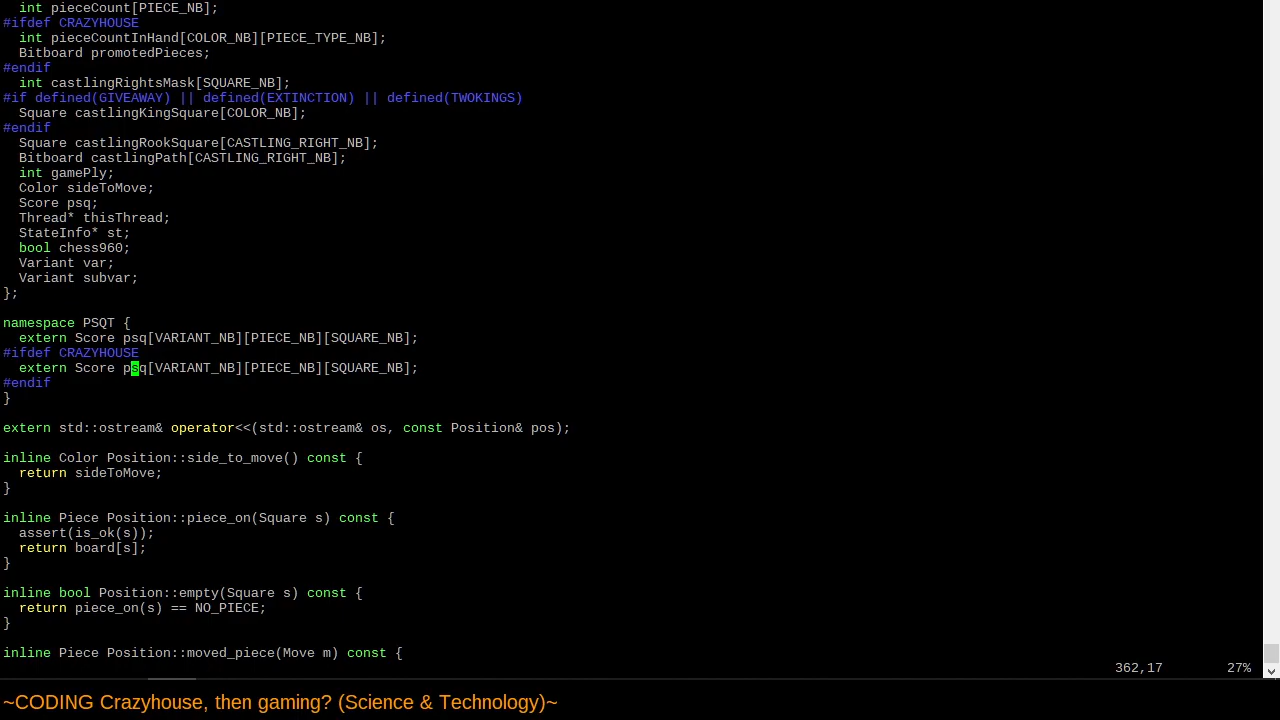 int pieceCount[PIECE_NB];
#ifdef CRAZYHOUSE
  int pieceCountInHand[COLOR_NB][PIECE_TYPE_NB];
  Bitboard promotedPieces;
#endif
  int castlingRightsMask[SQUARE_NB];
#if defined(GIVEAWAY) || defined(EXTINCTION) || defined(TWOKINGS)
  Square castlingKingSquare[COLOR_NB];
#endif
  Square castlingRookSquare[CASTLING_RIGHT_NB];
  Bitboard castlingPath[CASTLING_RIGHT_NB];
  int gamePly;
  Color sideToMove;
  Score psq;
  Thread* thisThread;
  StateInfo* st;
  bool chess960;
  Variant var;
  Variant subvar;
};

namespace PSQT {
  extern Score psq[VARIANT_NB][PIECE_NB][SQUARE_NB];
#ifdef CRAZYHOUSE
  extern Score psq[VARIANT_NB][PIECE_NB][SQUARE_NB];
#endif
}

extern std::ostream& operator<<(std::ostream& os, const Position& pos);

inline Color Position::side_to_move() const {
  return sideToMove;
}

inline Piece Position::piece_on(Square s) const {
  assert(is_ok(s));
  return board[s];
}

inline bool Position::empty(Square s) const {
  return piece_on(s) == NO_PIECE;
}

inline Piece Position::moved_piece(Move m) const {
362,17 27%
~CODING Crazyhouse, then gaming? (Science & Technology)~